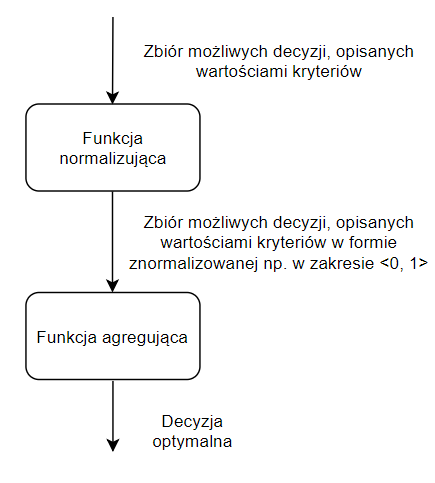 Zbiór możliwych decyzji, opisanych
wartościami kryteriów
Funkcja
normalizująca
Zbiór możliwych decyzji, opisanych
wartościami kryteriów w formie
znormalizowanej np. w zakresie <0, 1>
Funkcja agregująca
Decyzja
optymalna